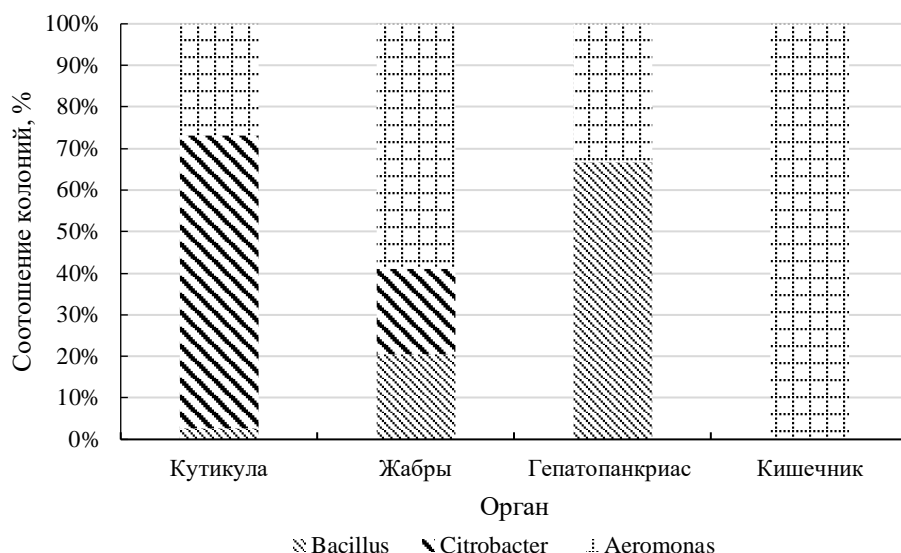 Соотошение колоний, %
100%
90%
80%
70%
60%
50%
40%
30%
20%
10%
0%
Кутикула Жабры Гепатопанкриас Кишечник
Орган
Bacillus Citrobacter Aeromonas